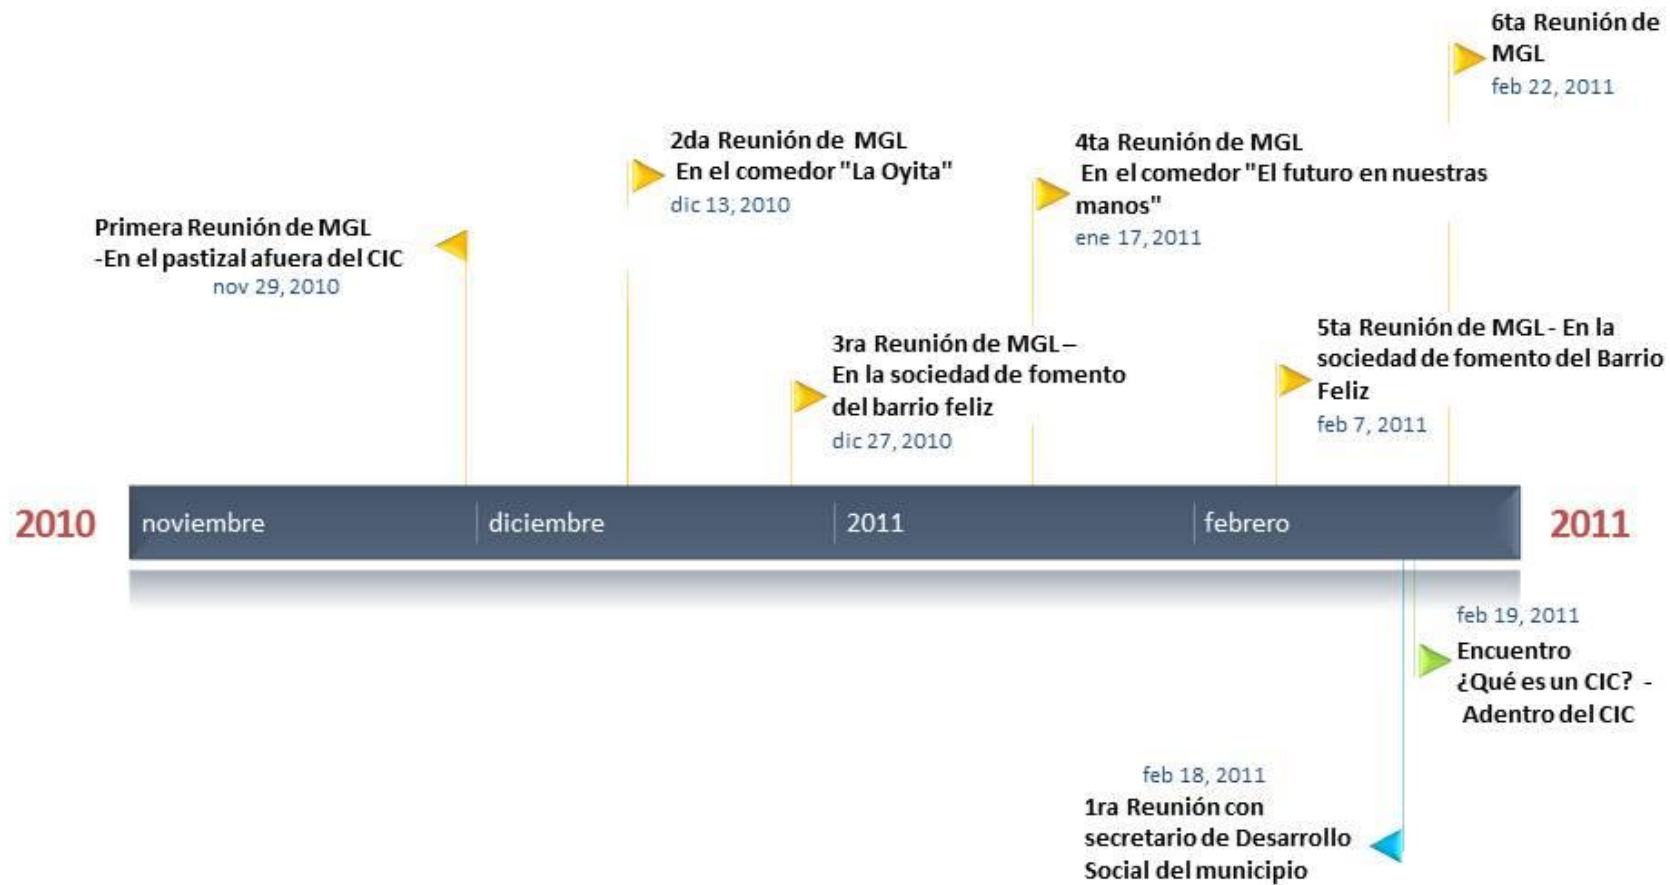 6ta Reunión de
MGL
feb 22, 2011
2da Reunión de MGL
En el comedor "La Oyita"
dic 13, 2010
4ta Reunión de MGL
En el comedor "El futuro en nuestras
manos"
ene 17, 2011
Primera Reunión de MGL
-En el pastizal afuera del CIC
nov 29, 2010
3ra Reunión de MGL –
En la sociedad de fomento
del barrio feliz
dic 27, 2010
5ta Reunión de MGL - En la
sociedad de fomento del Barrio
Feliz
feb 7, 2011
2010
noviembre
diciembre
2011
febrero
2011
feb 19, 2011
Encuentro
¿Qué es un CIC? -
Adentro del CIC
feb 18, 2011
1ra Reunión con
secretario de Desarrollo
Social del municipio